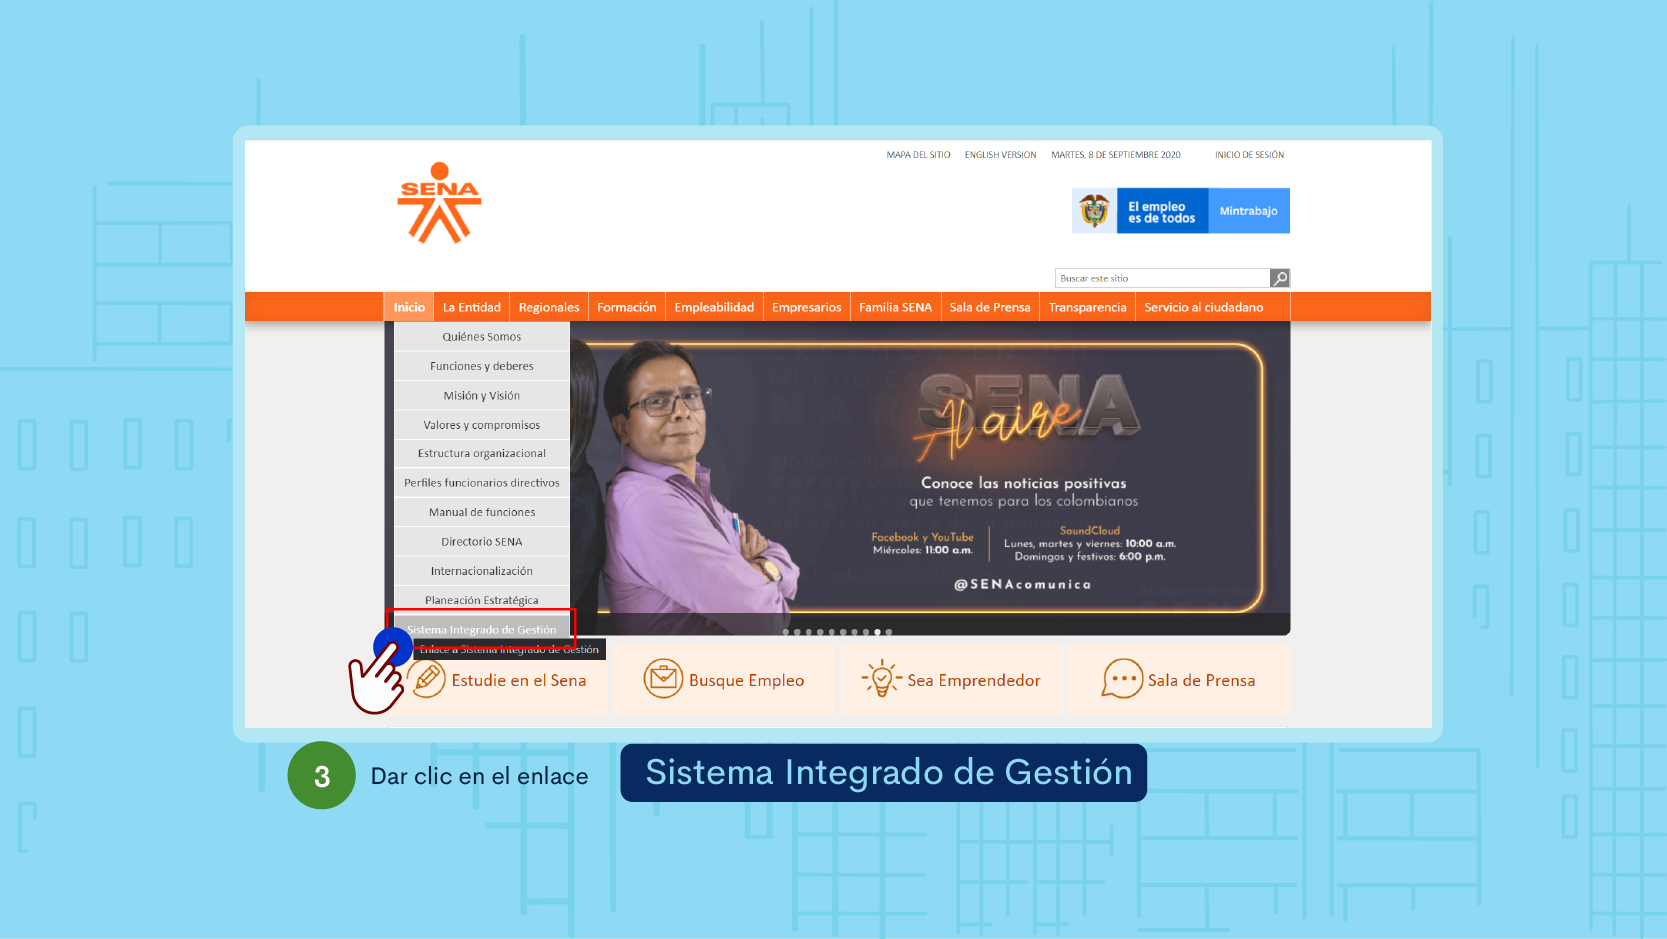 MAPA DEL SITIO ENGLISH VERSION MARTES, 8 DE SEPTIEMBRE 2020 INICIO DE SESIÓN
SENA
El empleo
es de todos
Mintrabajo
Buscar este sitio
Inicio La Entidad Regionales Formación Empleabilidad Empresarios Familia SENA Sala de Prensa Transparencia Servicio al ciudadano
Quiénes Somos
Funciones y deberes
Misión y Visión
Valores y compromisos
Estructura organizacional
Perfiles funcionarios directivos
Manual de funciones
Directorio SENA
Internacionalización
Planeación Estratégica
Sistema Integrado de Gestión
Enlace a Sistema Integrado de Gestión
SENA
Al aire
Conoce las noticias positivas
que tenemos para los colombianos
Facebook y YouTube
Miércoles: 11:00 a.m.
SoundCloud
Lunes, martes y viernes: 10:00 a.m.
Domingos y festivos: 6:00 p.m.
@SENAcomunica
Estudie en el Sena
Busque Empleo
Sea Emprendedor
Sala de Prensa
3 Dar clic en el enlace Sistema Integrado de Gestión